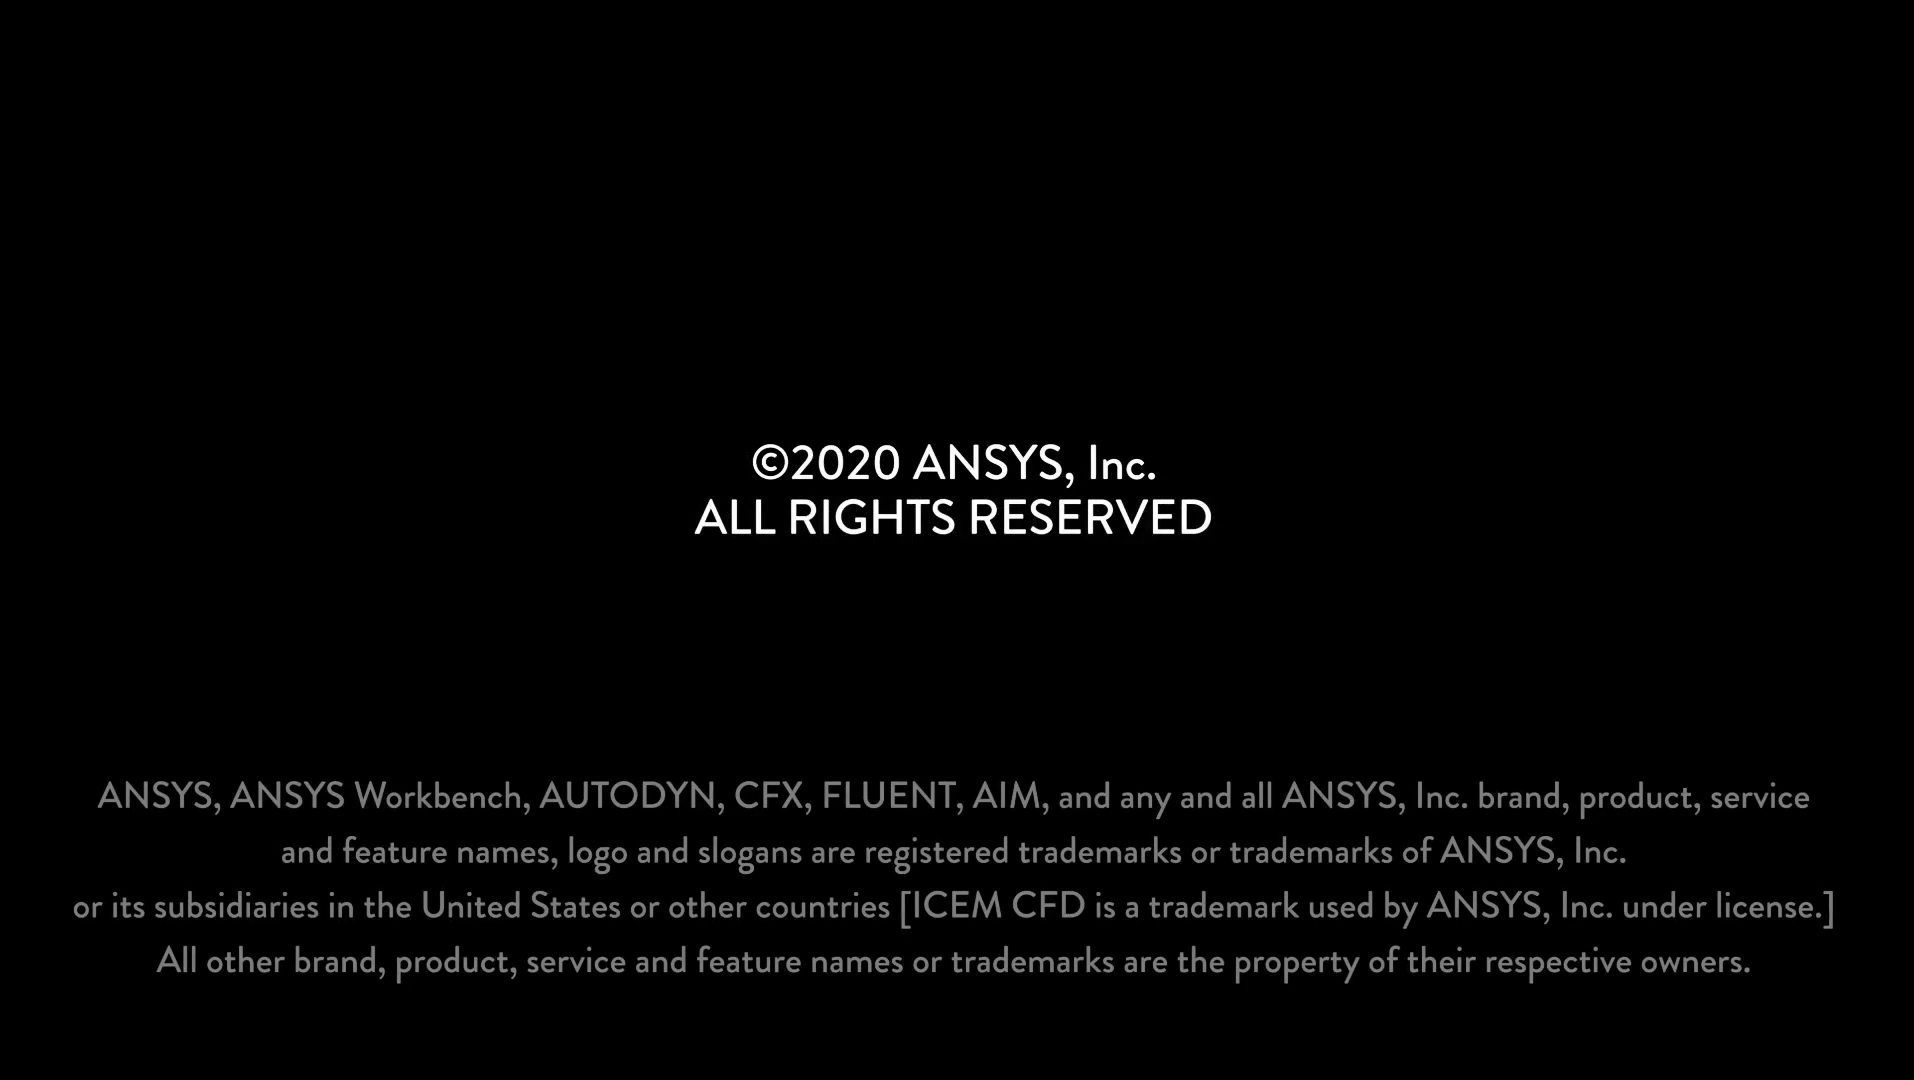 ©2020 ANSYS, Inc.
ALL RIGHTS RESERVED
ANSYS, ANSYS Workbench, AUTODYN, CFX, FLUENT, AIM, and any and all ANSYS, Inc. brand, product, service
and feature names, logo and slogans are registered trademarks or trademarks of ANSYS, Inc.
or its subsidiaries in the United States or other countries [ICEM CFD is a trademark used by ANSYS, Inc. under license.]
All other brand, product, service and feature names or trademarks are the property of their respective owners.